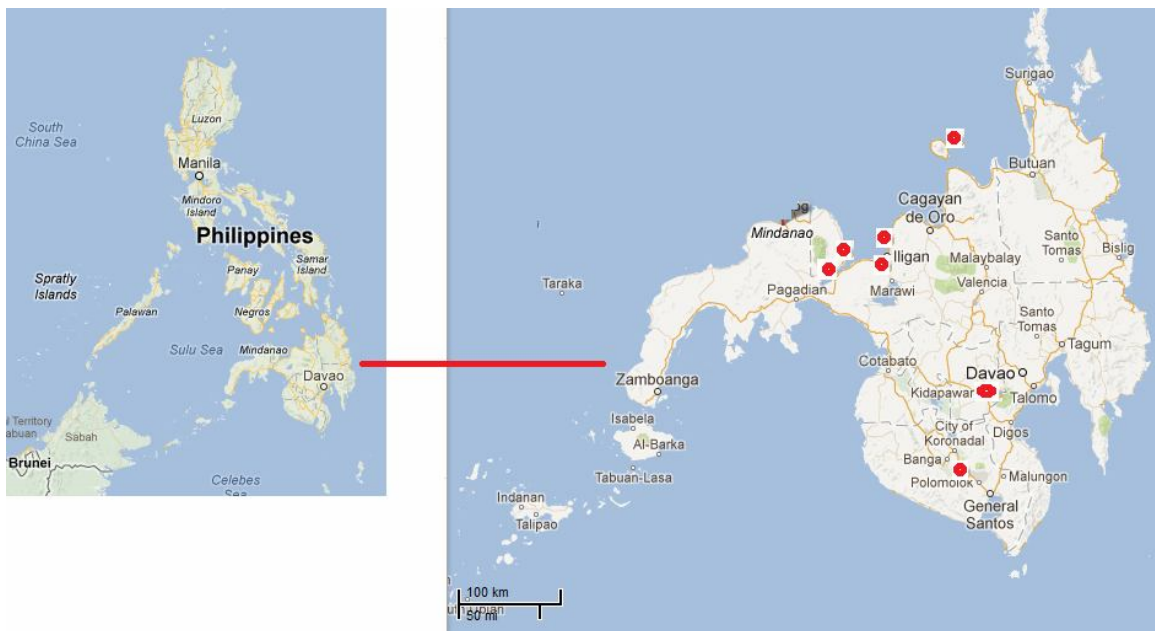 South
China Sea
Luzon
Manila
Mindoro
Island
Philippines
Samar
Island
Spratly
Islands
Panay
Palawan
Negros
Sulu Sea
Mindanao
Davao
Territory
Sabah
Brunei
Celebes
Sea
Surigao
Butuan
Cagayan
de Oro
Mindanao
Iligan
Santo
Tomas
Bislig
Malaybalay
Taraka
Pagadian
Marawi
Valencia
Santo
Tomas
Tagum
Cotabato
Zamboanga
Davao
Kidapawar
Talomo
Isabela
City of
Koronadal
Digos
Al-Barka
Banga
Tabuan-Lasa
Polomolok
Malungon
Indanan
General
Santos
Talipao
100 km
50 mi